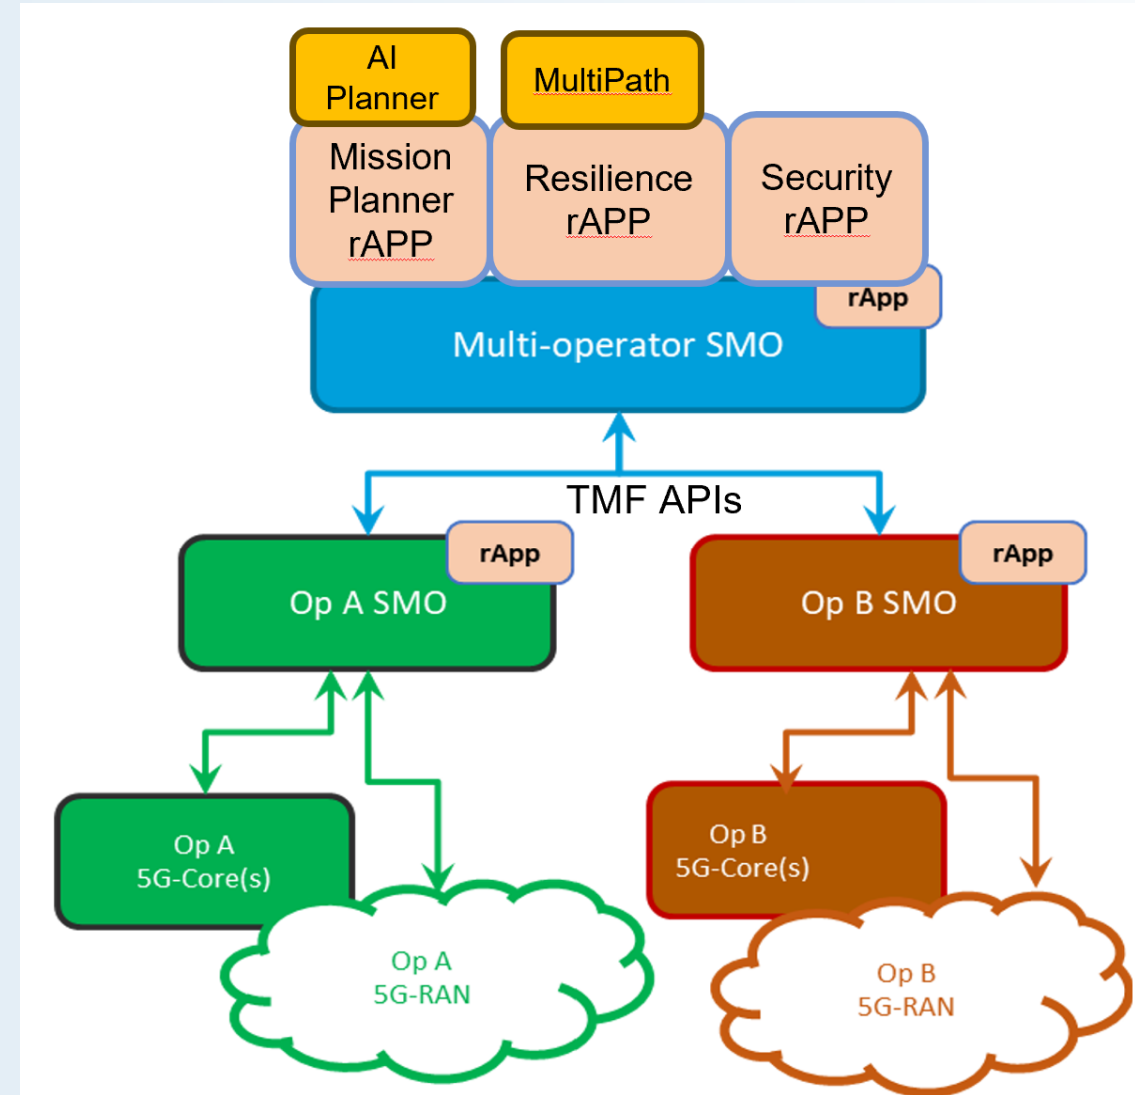 AI
Planner
MultiPath
Mission
Planner
rAPP
Resilience
rAPP
Security
rAPP
rApp
Multi-operator SMO
TMF APIs
rApp
Op A SMO
rApp
Op B SMO
Op A
5G-Core(s)
Op B
5G-Core(s)
Op A
5G-RAN
Op B
5G-RAN